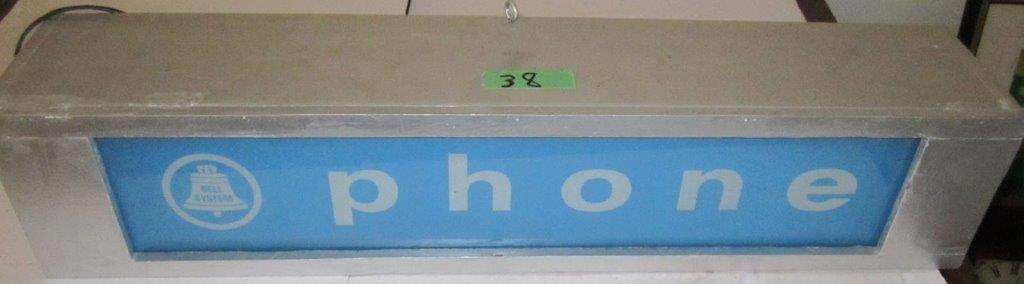 38
BELL
SYSTEM
phone